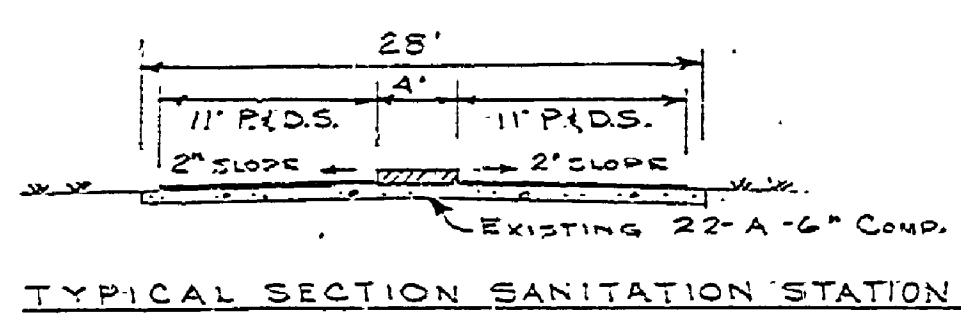 28'
4'
11' P.&D.S.
11' P.&D.S.
2" SLOPE
2" SLOPE
EXISTING 22-A-6" COMP.
TYPICAL SECTION SANITATION STATION